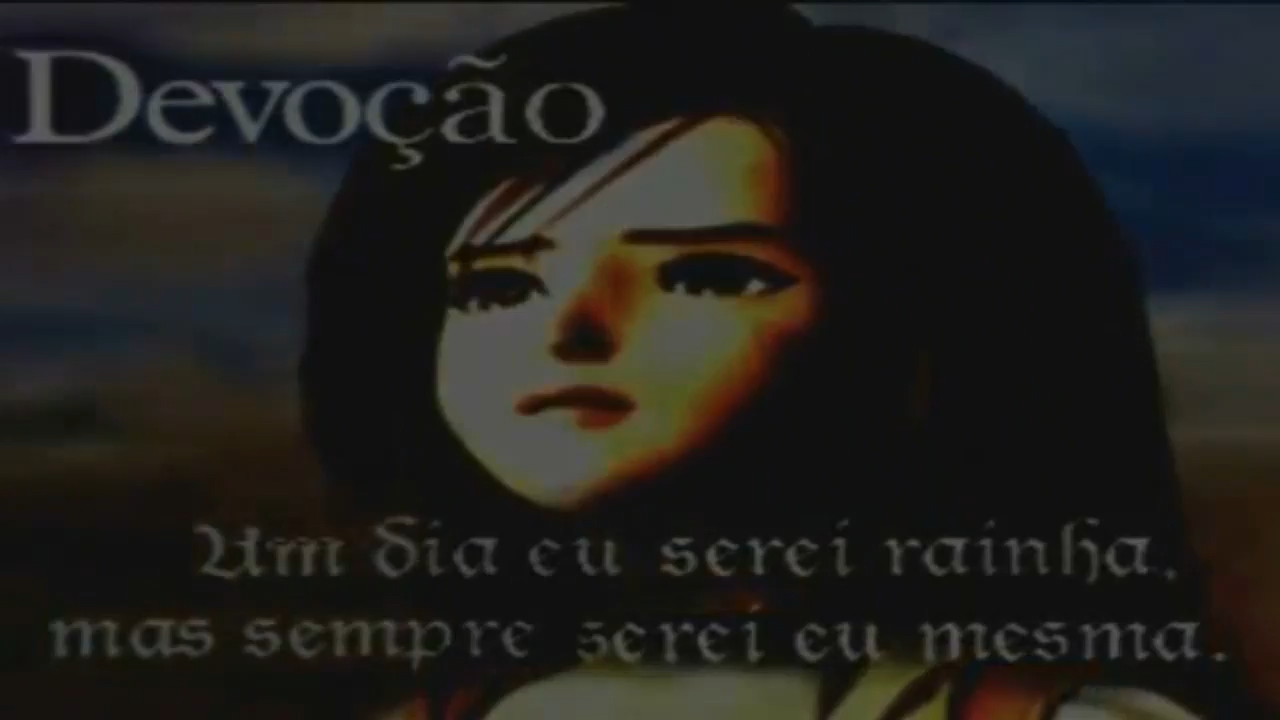 Devoção
Um dia eu serei rainha,
mas sempre serei eu mesma.